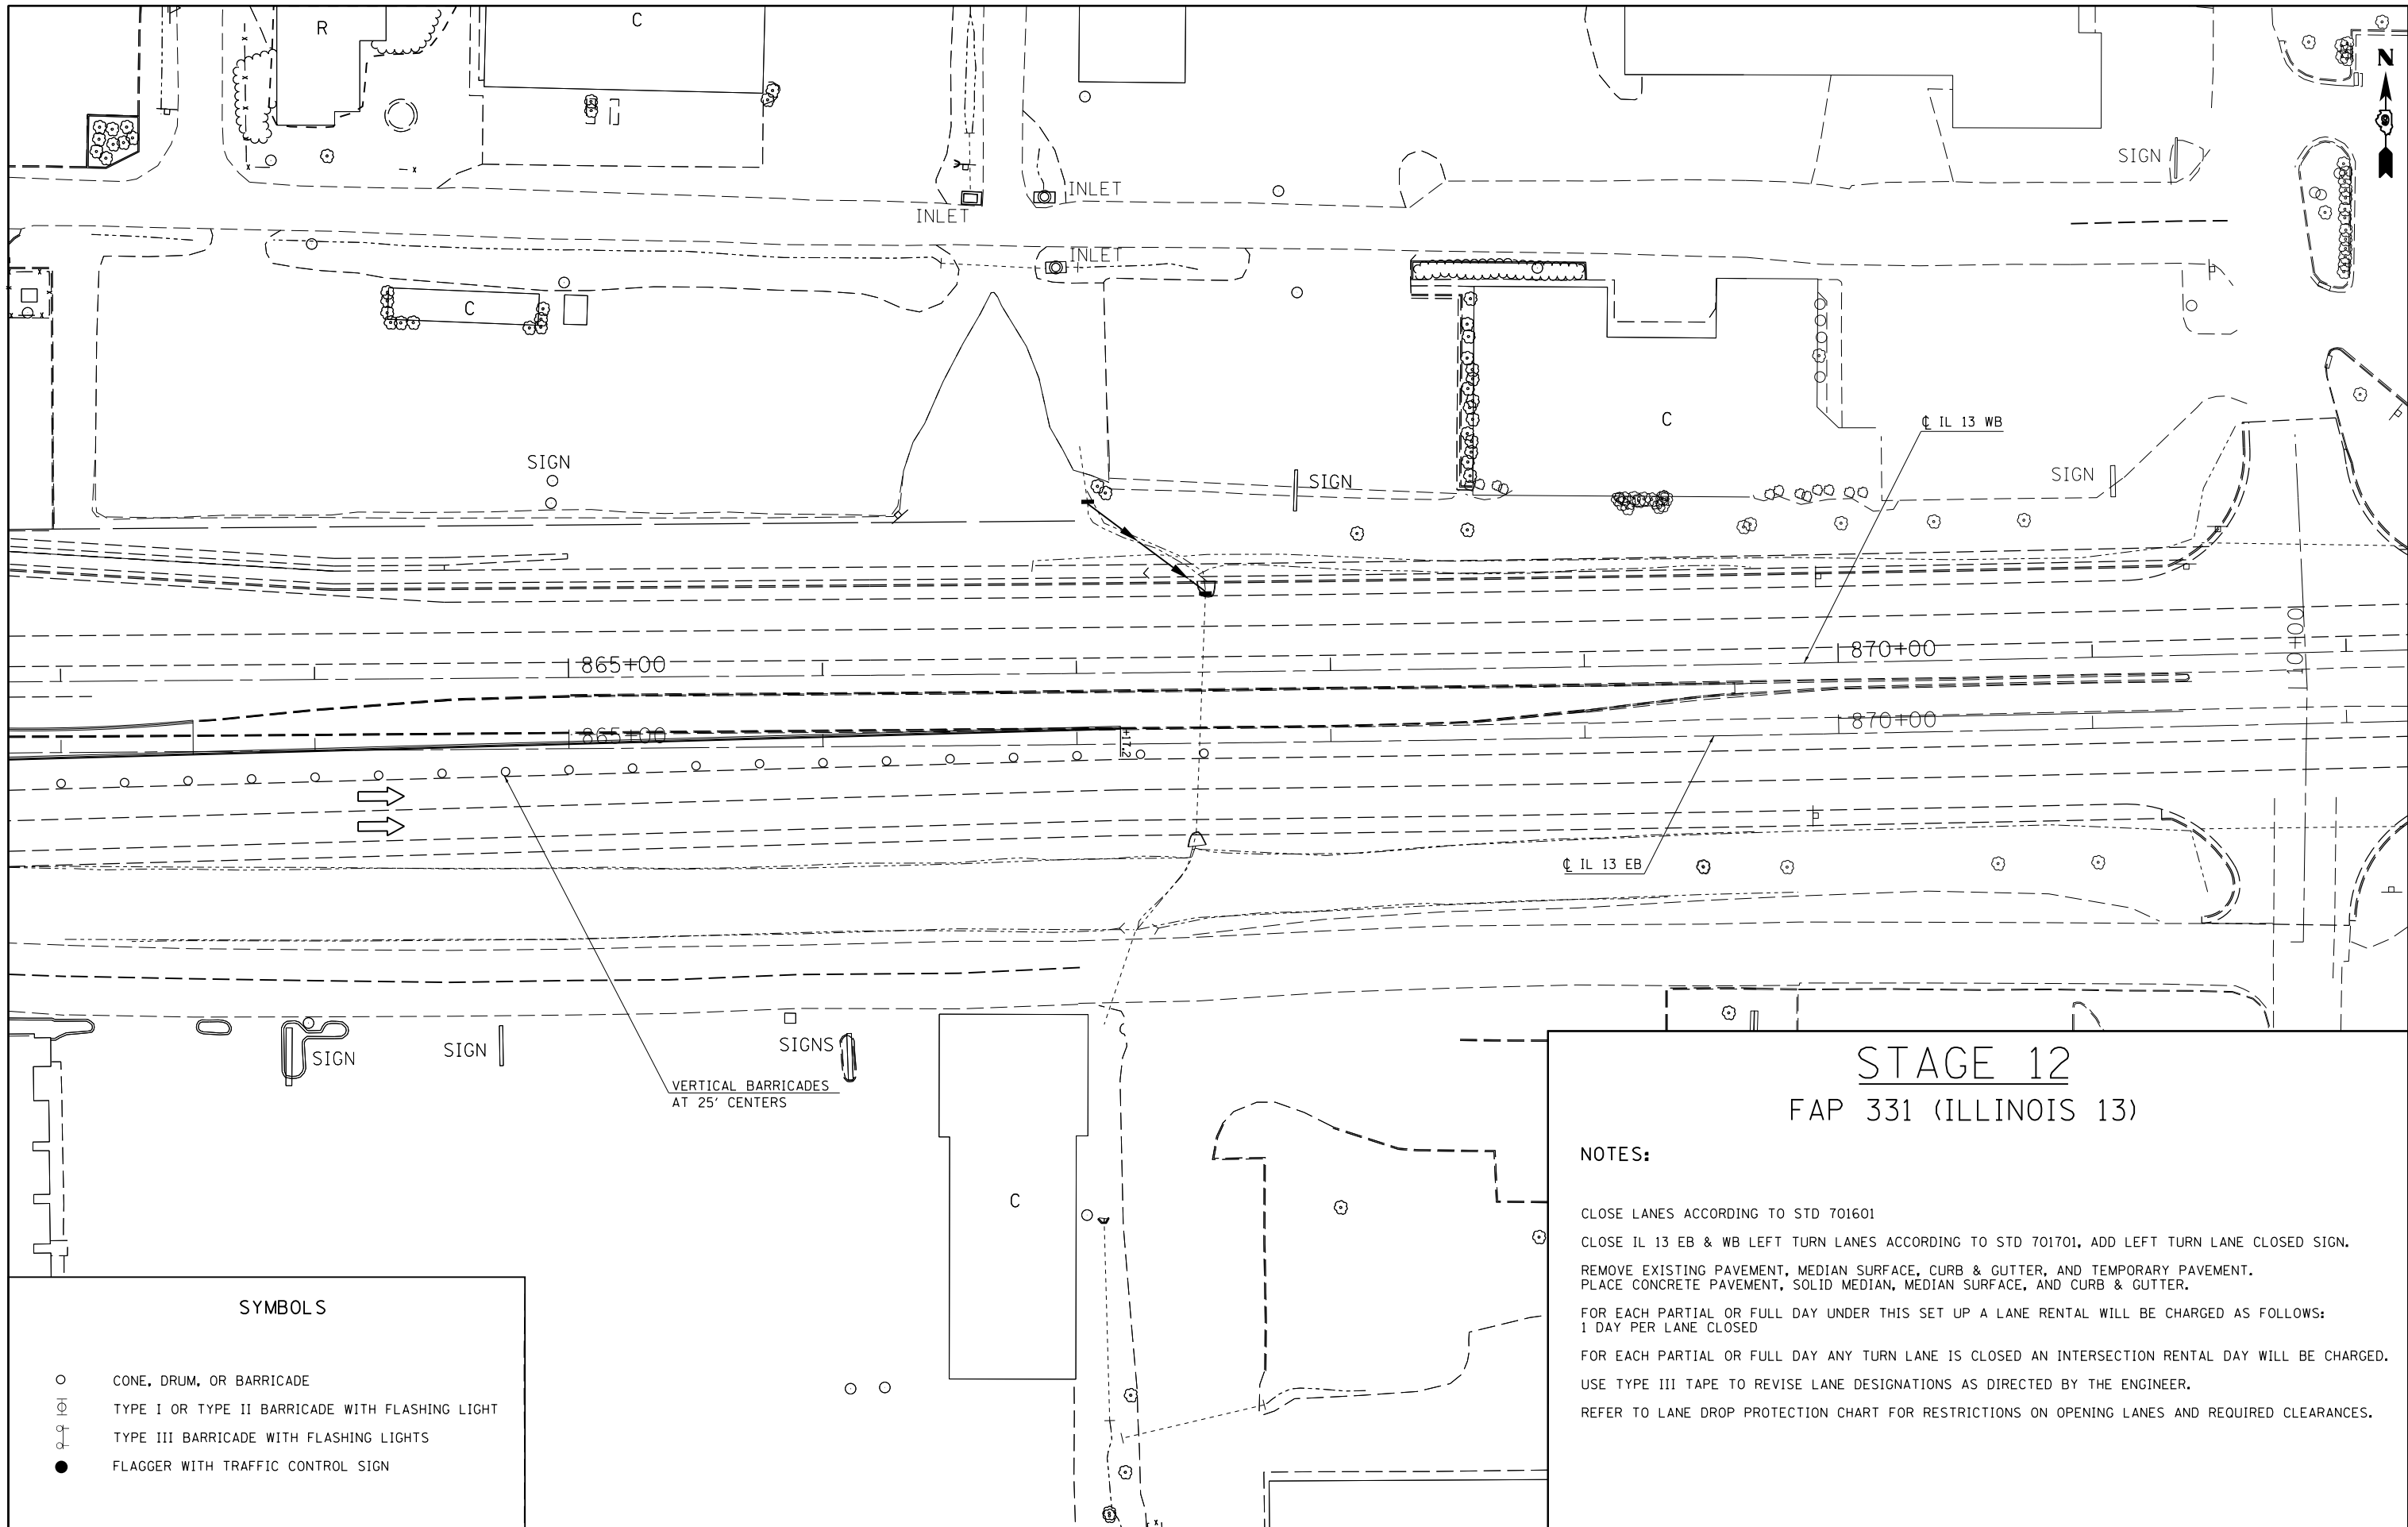 R
C
N
SIGN
INLET
INLET
INLET
C
C
℄ IL 13 WB
SIGN
SIGN
SIGN
10+00
865+00
870+00
865+00
870+00
+17.2
℄ IL 13 EB
SIGN
SIGN
SIGNS
VERTICAL BARRICADES
AT 25' CENTERS
C
STAGE 12
FAP 331 (ILLINOIS 13)
NOTES:
CLOSE LANES ACCORDING TO STD 701601
CLOSE IL 13 EB & WB LEFT TURN LANES ACCORDING TO STD 701701, ADD LEFT TURN LANE CLOSED SIGN.
REMOVE EXISTING PAVEMENT, MEDIAN SURFACE, CURB & GUTTER, AND TEMPORARY PAVEMENT.
PLACE CONCRETE PAVEMENT, SOLID MEDIAN, MEDIAN SURFACE, AND CURB & GUTTER.
FOR EACH PARTIAL OR FULL DAY UNDER THIS SET UP A LANE RENTAL WILL BE CHARGED AS FOLLOWS:
1 DAY PER LANE CLOSED
FOR EACH PARTIAL OR FULL DAY ANY TURN LANE IS CLOSED AN INTERSECTION RENTAL DAY WILL BE CHARGED.
USE TYPE III TAPE TO REVISE LANE DESIGNATIONS AS DIRECTED BY THE ENGINEER.
REFER TO LANE DROP PROTECTION CHART FOR RESTRICTIONS ON OPENING LANES AND REQUIRED CLEARANCES.
SYMBOLS
CONE, DRUM, OR BARRICADE
TYPE I OR TYPE II BARRICADE WITH FLASHING LIGHT
TYPE III BARRICADE WITH FLASHING LIGHTS
FLAGGER WITH TRAFFIC CONTROL SIGN